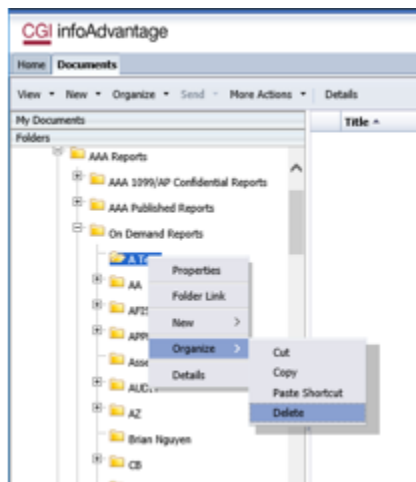 CGI infoAdvantage
Home Documents
View New Organize Send More Actions Details
My Documents
Title
Folders
AAA Reports
AAA 1099/AP Confidential Reports
AAA Published Reports
On Demand Reports
A
Properties
AA
Folder Link
New
Organize
Cut
Details
Copy
Paste Shortcut
AZ
Delete
Brian Nguyen
CB